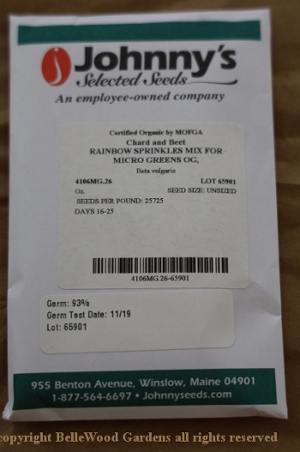 Johnny's
Selected Seeds
An employee-owned company
Certified Organic by MOFGA
Chard and Beet
RAINBOW SPRINKLES MIX FOR
MICRO GREENS OG,
Beta vulgaris
4106MG.26 LOT 65901
Oz. SEED SIZE: UNSIZED
SEEDS PER POUND: 25725
DAYS 16-25
4106MG.26-65901
Germ: 93%
Germ Test Date: 11/19
Lot: 65901
955 Benton Avenue, Winslow, Maine 04901
1-877-564-6697 • Johnnyseeds.com
copyright BelleWood Gardens all rights reserved